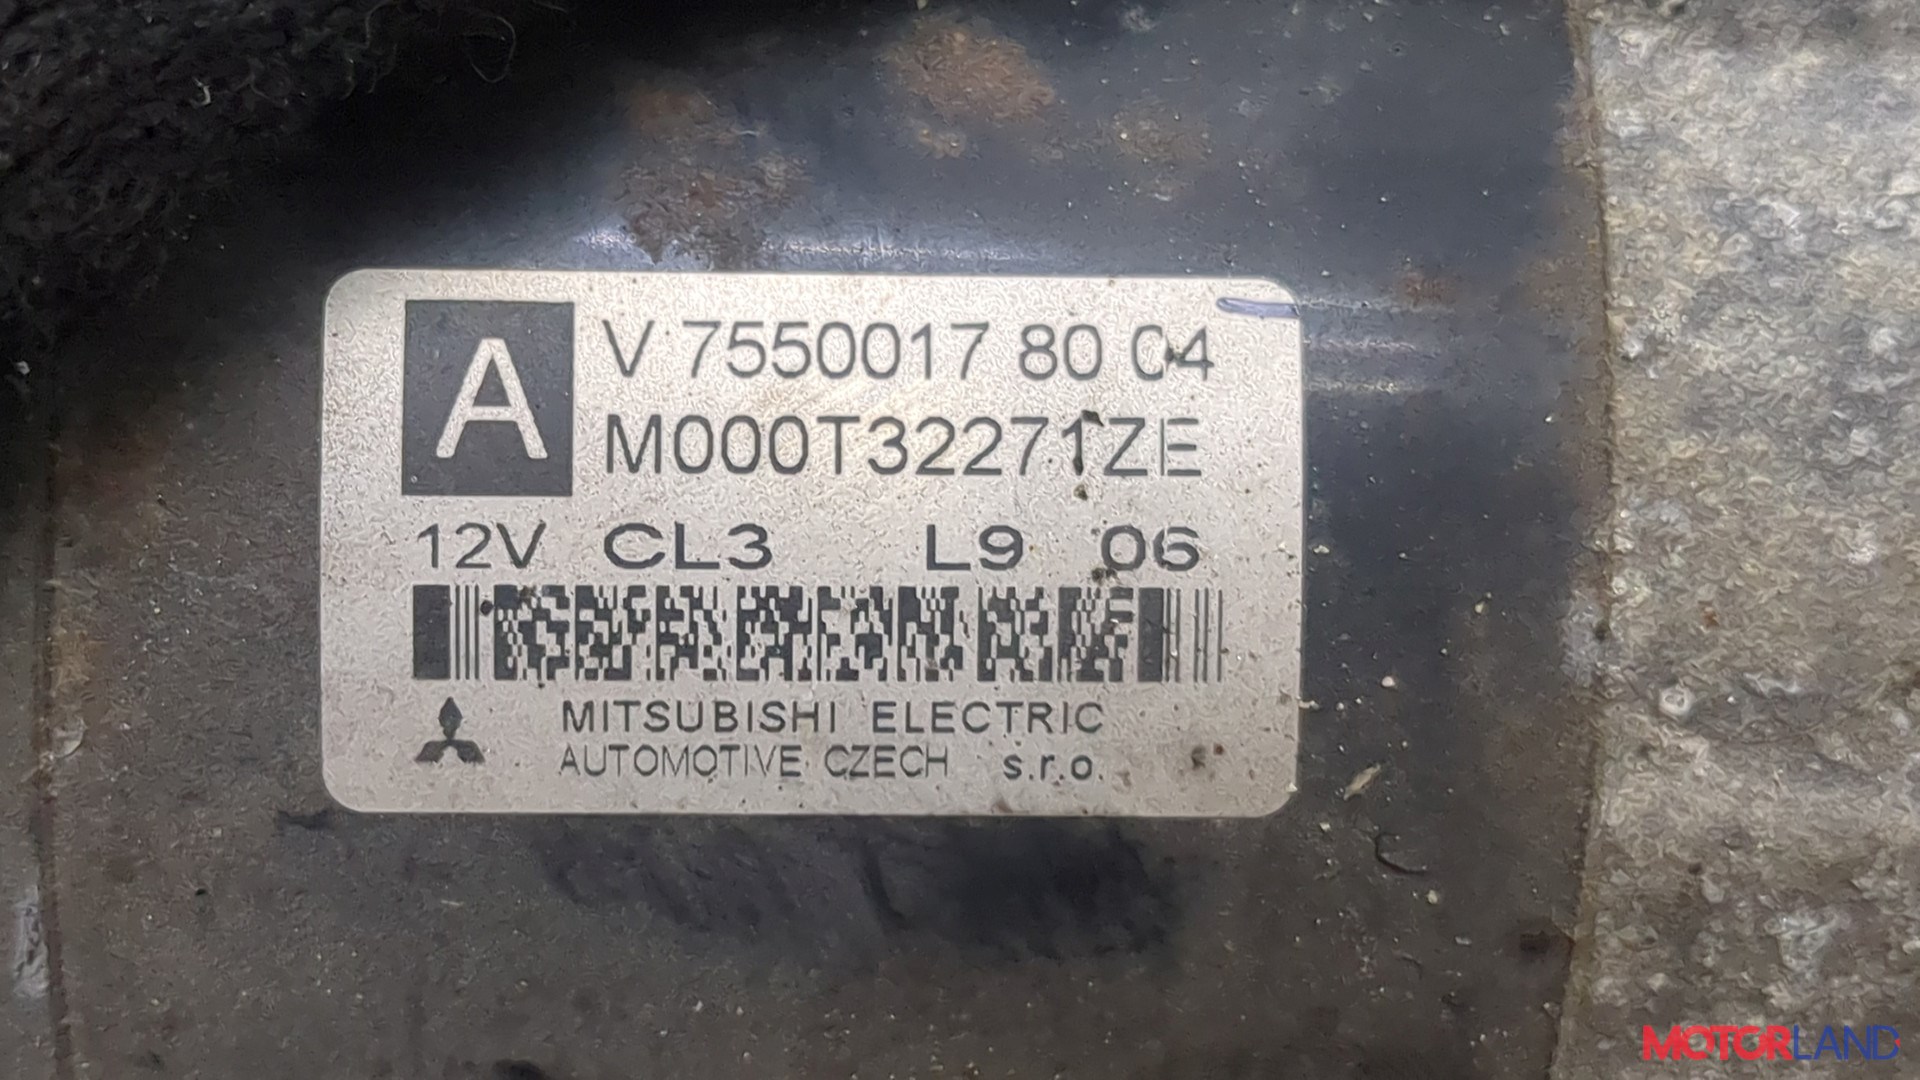 A
V 7550017 80 04
M000T32271ZE
12V CL3 L9 06
MITSUBISHI ELECTRIC
AUTOMOTIVE CZECH s.r.o.
MOTORLAND